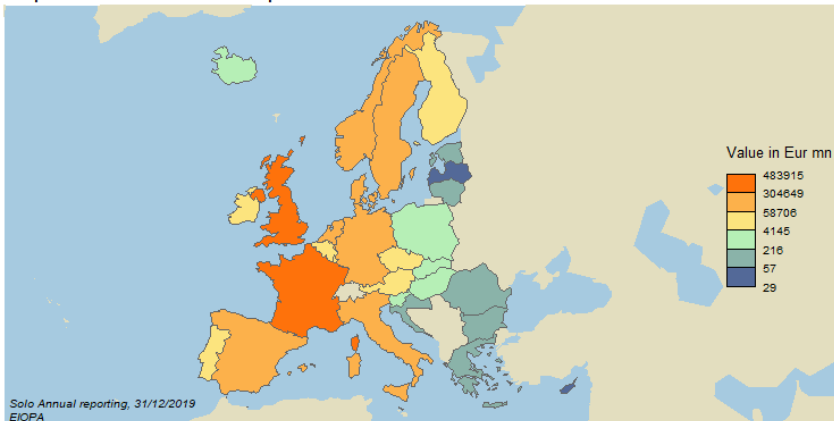 Value in Eur mn
483915
304649
58706
4145
216
57
29
Solo Annual reporting, 31/12/2019
EIOPA